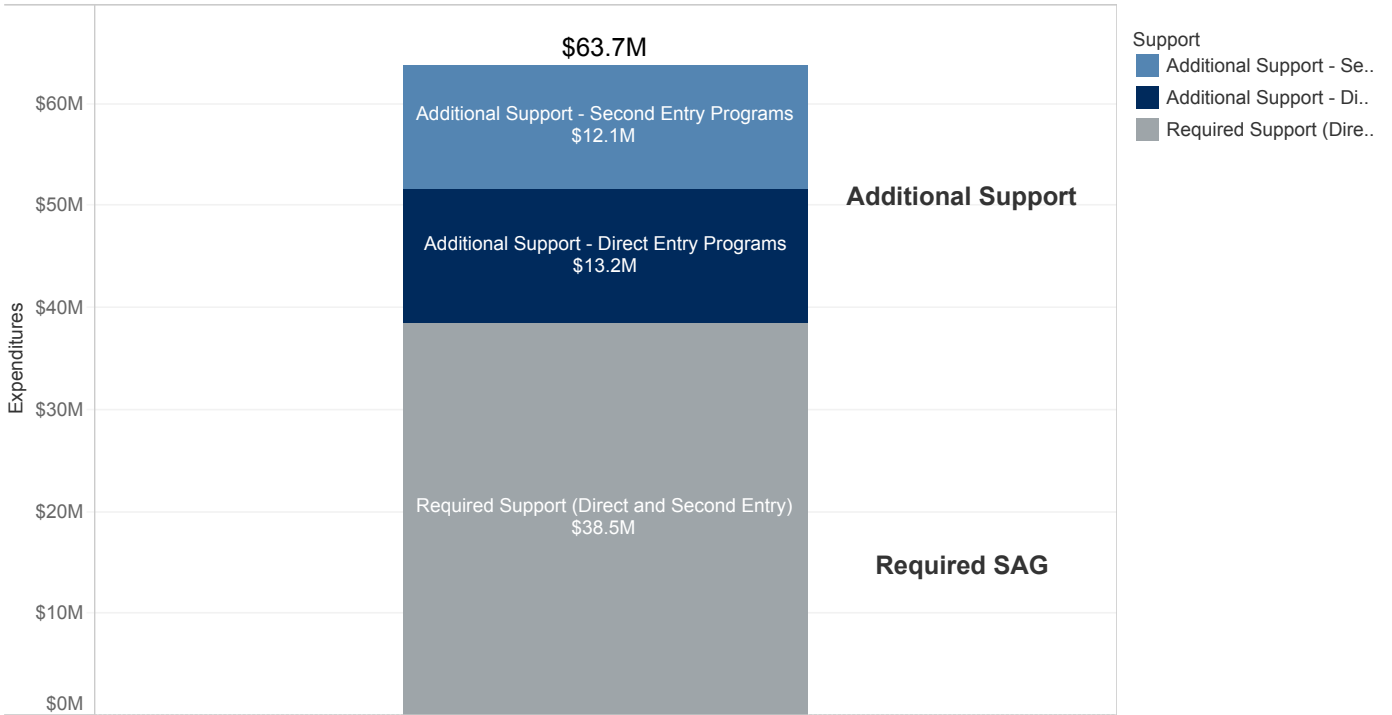 $63.7M
Support
Additional Support - Se..
Additional Support - Di..
Required Support (Dire..
$60M
$50M
$40M
$30M
$20M
$10M
$0M
Expenditures
Additional Support - Second Entry Programs
$12.1M
Additional Support - Direct Entry Programs
$13.2M
Required Support (Direct and Second Entry)
$38.5M
Additional Support
Required SAG